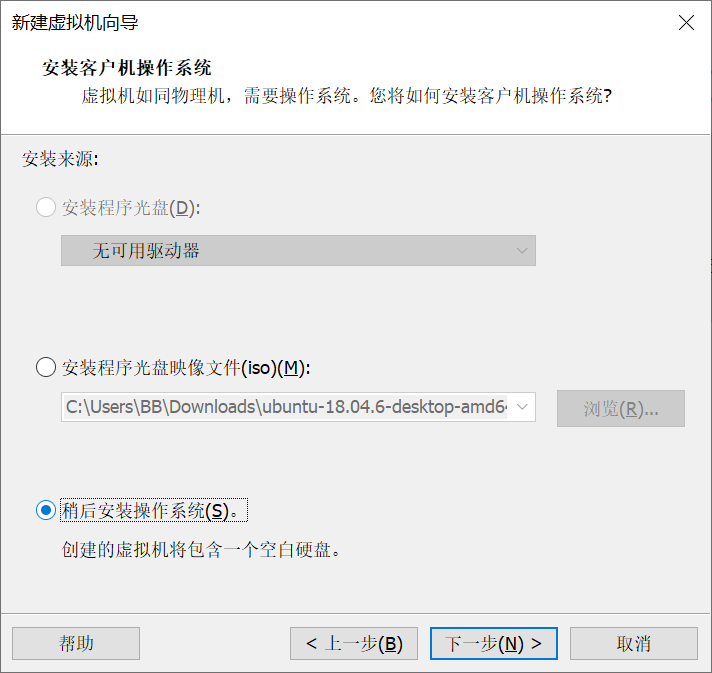 新建虚拟机向导
安装客户机操作系统
虚拟机如同物理机，需要操作系统。您将如何安装客户机操作系统?
安装来源:
安装程序光盘(D):
无可用驱动器
安装程序光盘映像文件(iso)(M):
C:\Users\BB\Downloads\ubuntu-18.04.6-desktop-amd64
浏览(R)...
稍后安装操作系统(S)。
创建的虚拟机将包含一个空白硬盘。
帮助
< 上一步(B)
下一步(N) >
取消